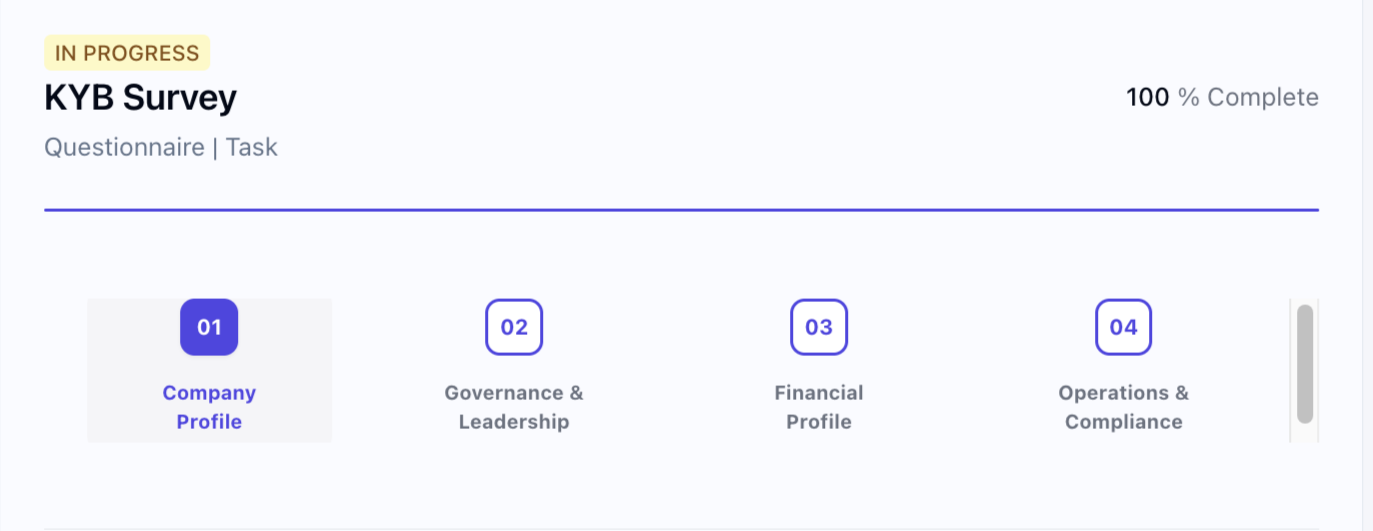 IN PROGRESS
KYB Survey
100 % Complete
Questionnaire | Task
01
02
03
04
Company
Profile
Governance &
Leadership
Financial
Profile
Operations &
Compliance